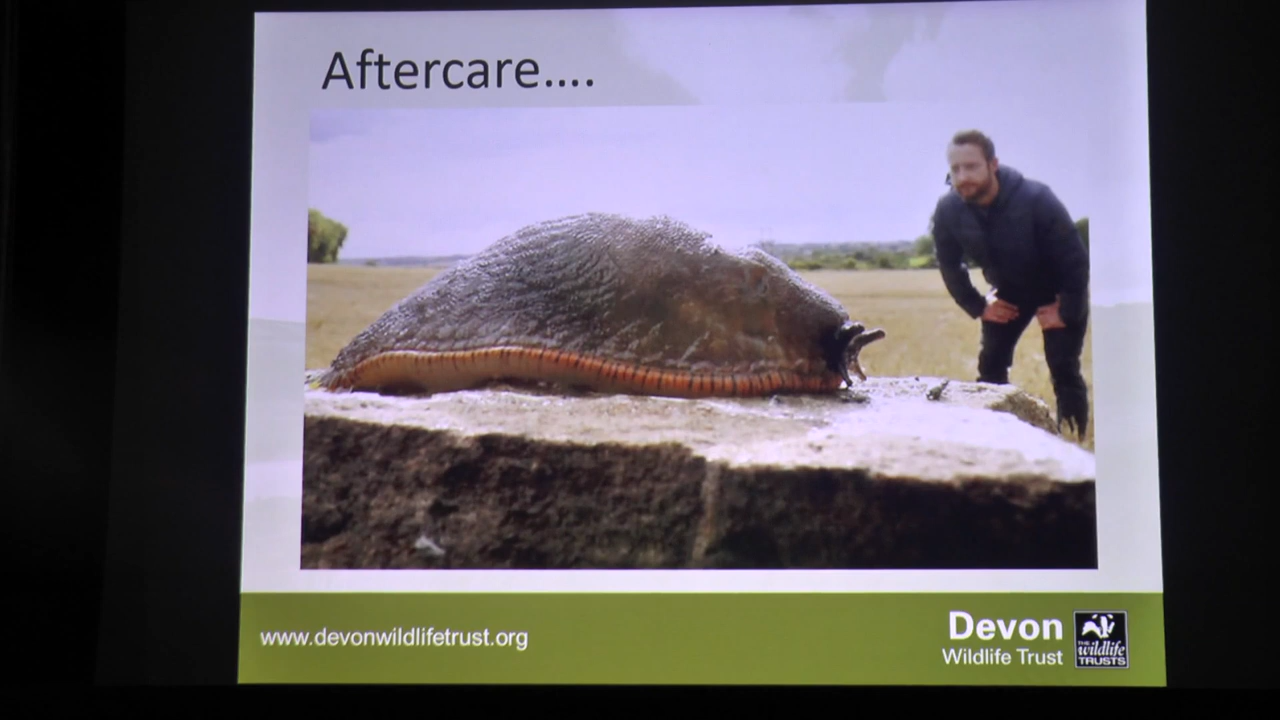 Aftercare....
www.devonwildlifetrust.org
Devon
Wildlife Trust
THE
wildlife
TRUSTS